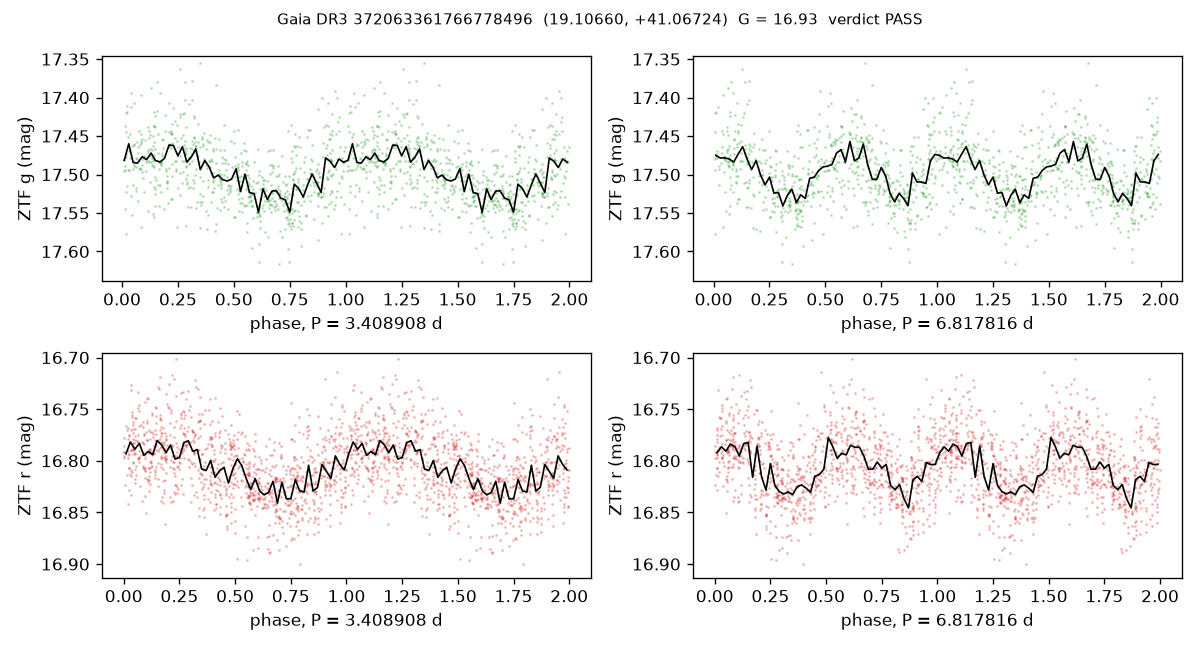 Gaia DR3 372063361766778496  (19.10660, +41.06724)  G = 16.93  verdict PASS
ZTF g (mag)
17.35
17.40
17.45
17.50
17.55
17.60
0.00 0.25 0.50 0.75 1.00 1.25 1.50 1.75 2.00
phase, P = 3.408908 d
ZTF g (mag)
17.35
17.40
17.45
17.50
17.55
17.60
0.00 0.25 0.50 0.75 1.00 1.25 1.50 1.75 2.00
phase, P = 6.817816 d
ZTF r (mag)
16.70
16.75
16.80
16.85
16.90
0.00 0.25 0.50 0.75 1.00 1.25 1.50 1.75 2.00
phase, P = 3.408908 d
ZTF r (mag)
16.70
16.75
16.80
16.85
16.90
0.00 0.25 0.50 0.75 1.00 1.25 1.50 1.75 2.00
phase, P = 6.817816 d